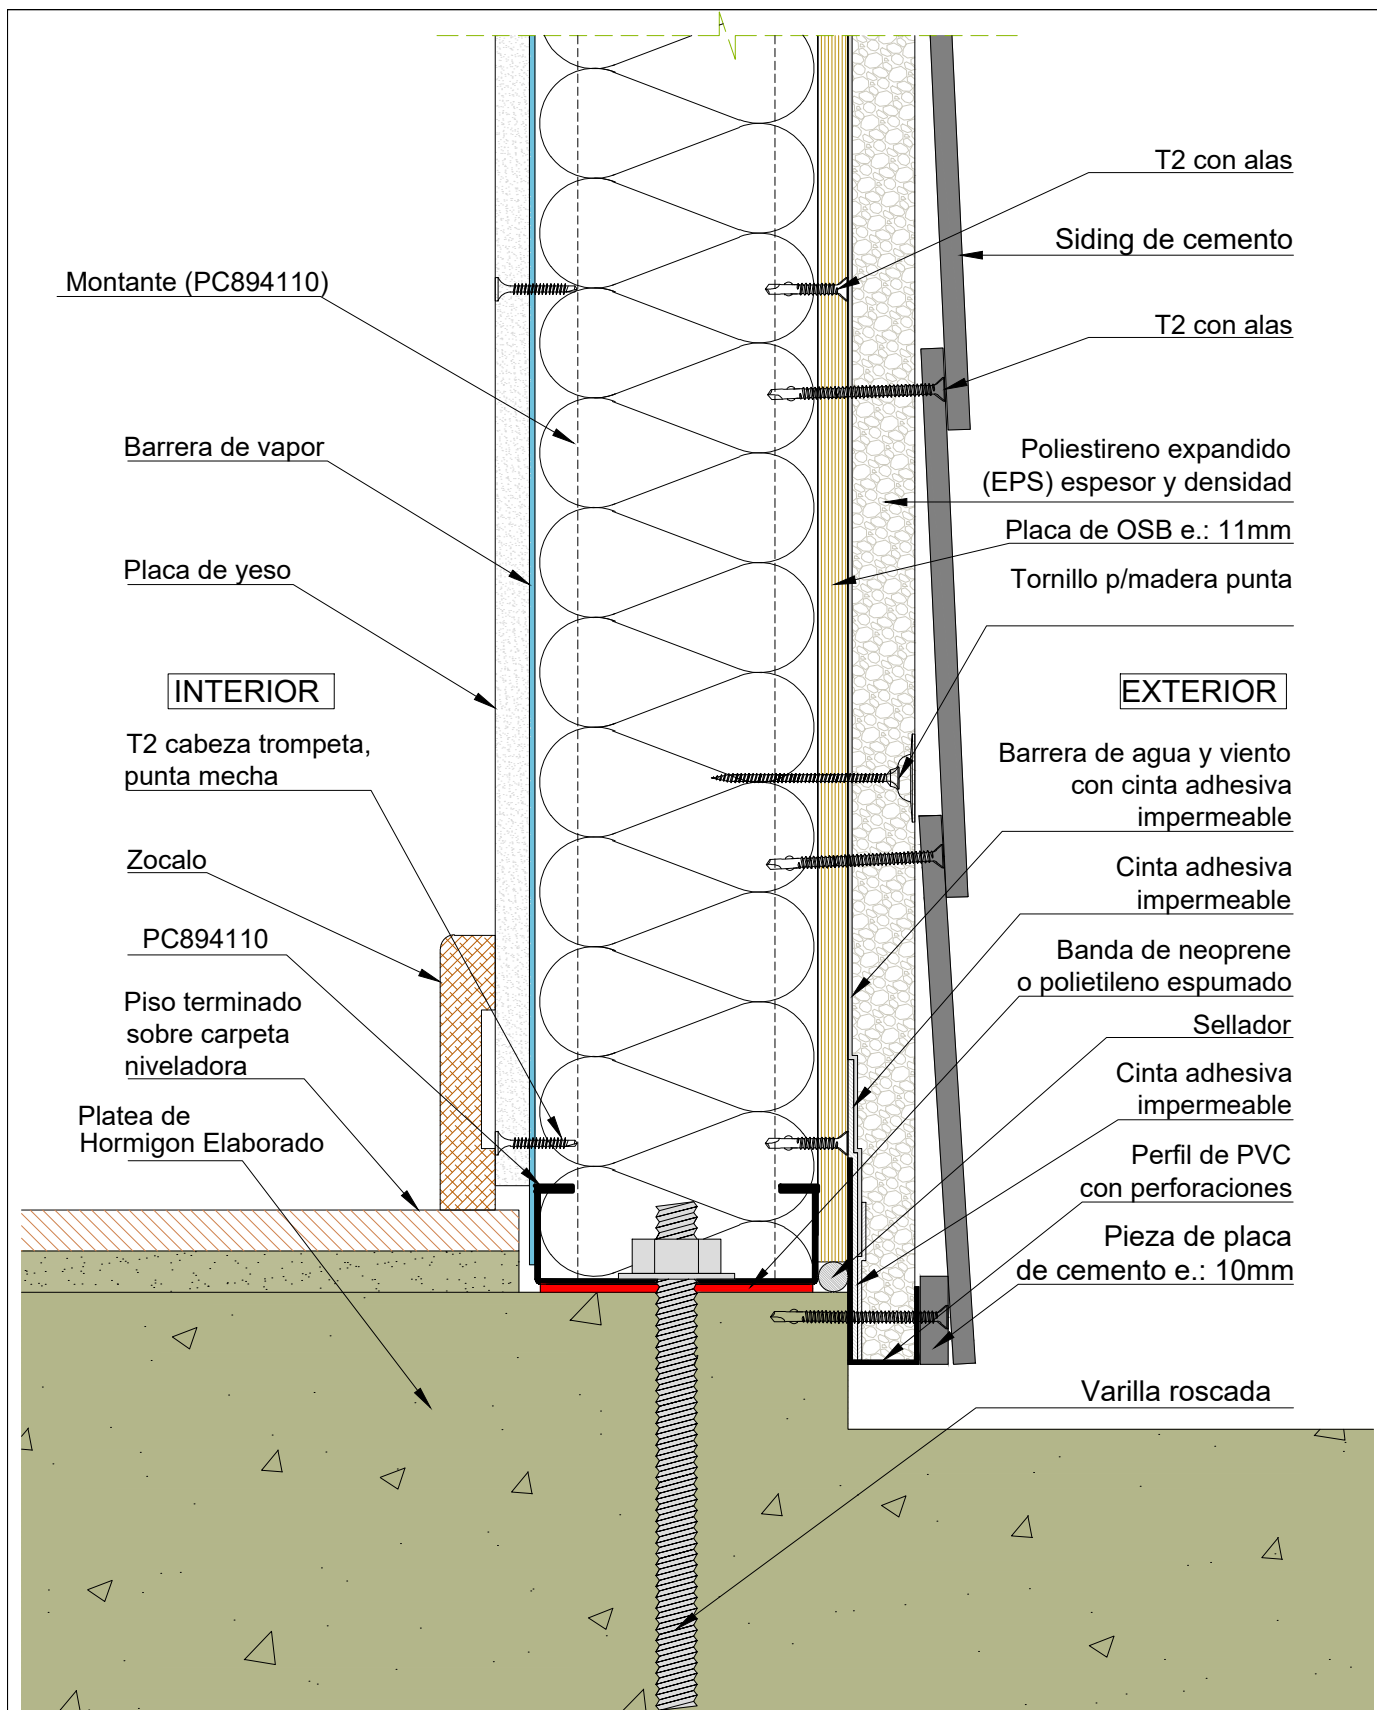 Montante (PC894110)
Barrera de vapor
Placa de yeso
INTERIOR
T2 cabeza trompeta,
punta mecha
Zocalo
PC894110
Piso terminado
sobre carpeta
niveladora
Platea de
Hormigon Elaborado
T2 con alas
Siding de cemento
T2 con alas
Poliestireno expandido
(EPS) espesor y densidad
Placa de OSB e.: 11mm
Tornillo p/madera punta
EXTERIOR
Barrera de agua y viento
con cinta adhesiva
impermeable
Cinta adhesiva
impermeable
Banda de neoprene
o polietileno espumado
Sellador
Cinta adhesiva
impermeable
Perfil de PVC
con perforaciones
Pieza de placa
de cemento e.: 10mm
Varilla roscada